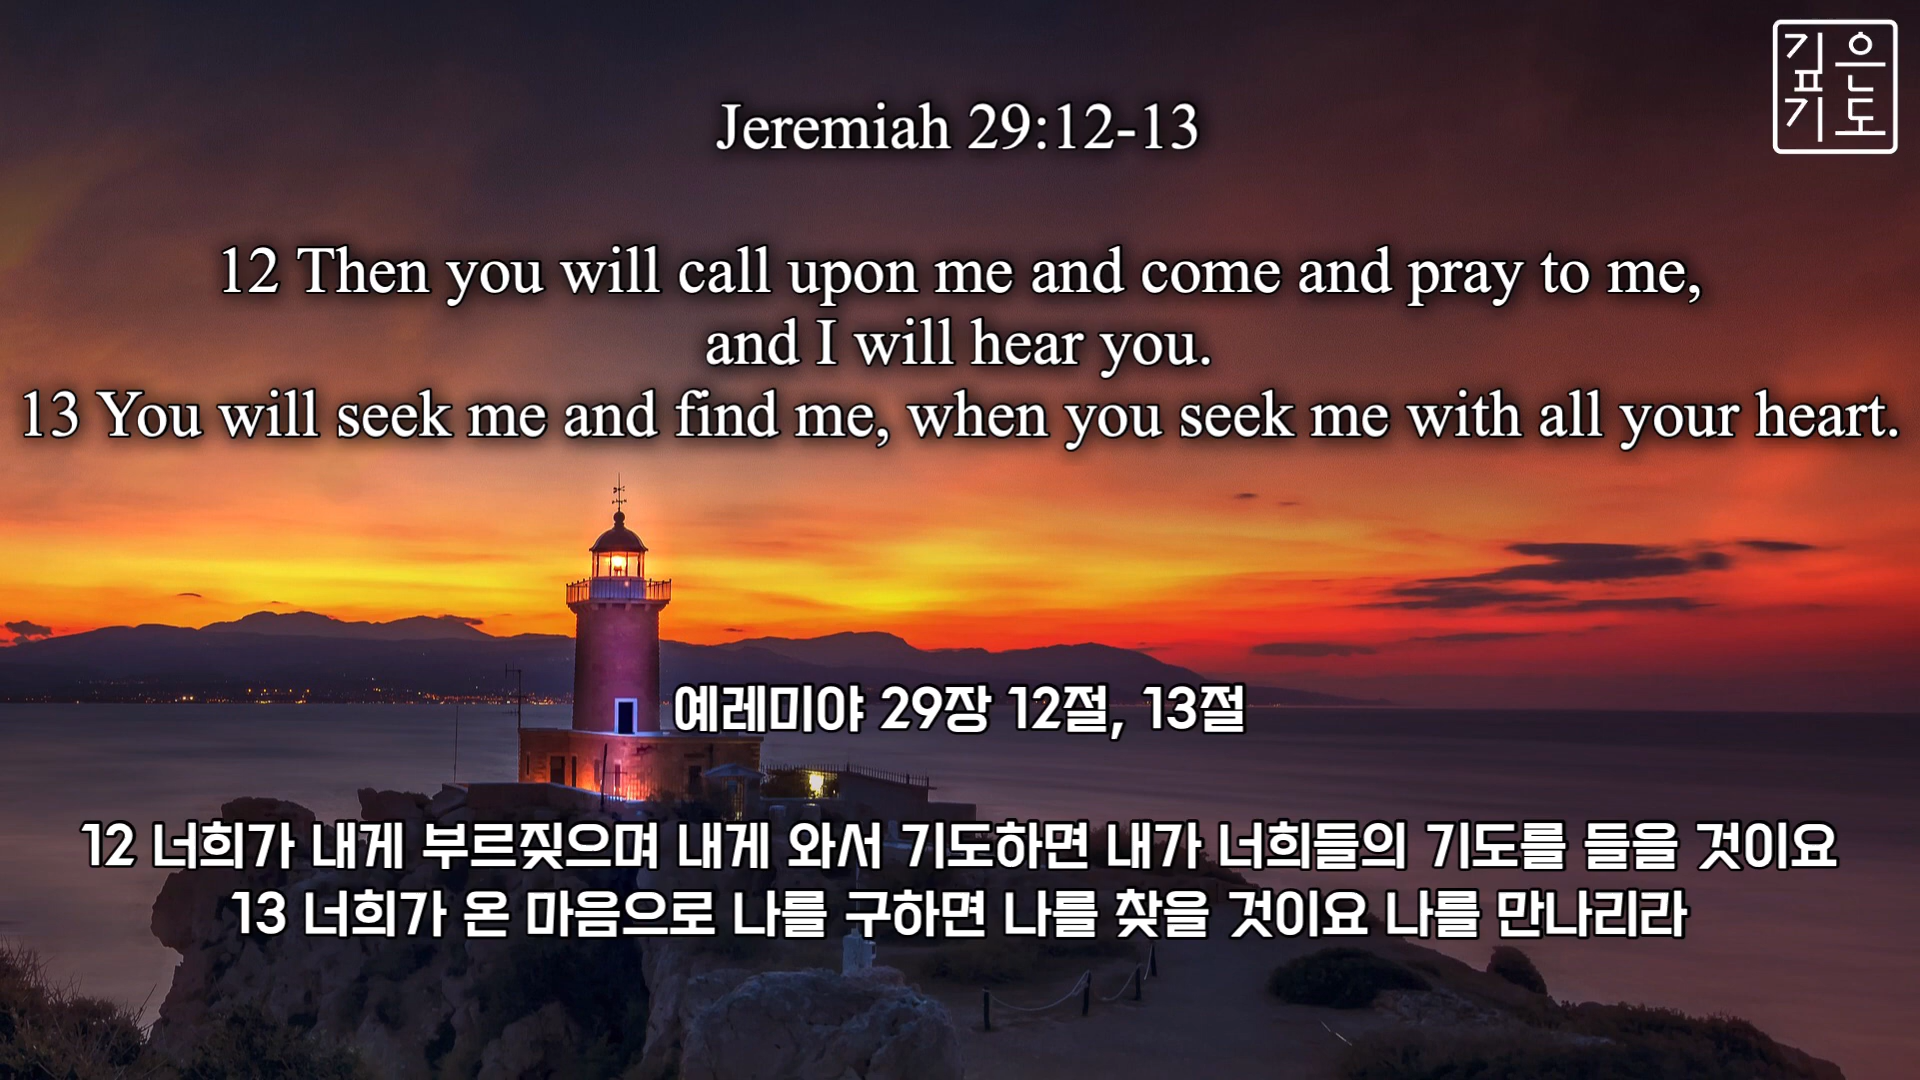 깊은
기도
Jeremiah 29:12-13
12 Then you will call upon me and come and pray to me,
and I will hear you.
13 You will seek me and find me, when you seek me with all your heart.
예레미야 29장 12절, 13절
12 너희가 내게 부르짖으며 내게 와서 기도하면 내가 너희들의 기도를 들을 것이요
13 너희가 온 마음으로 나를 구하면 나를 찾을 것이요 나를 만나리라